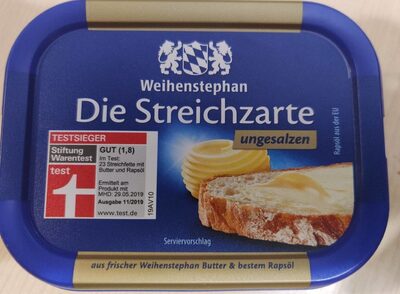 Weihenstephan
Die Streichzarte
ungesalzen
TESTSIEGER
Stiftung
Warentest
test
GUT (1,8)
Im Test:
23 Streichfette mit
Butter und Rapsöl
Ermittelt am
Produkt mit
MHD: 29.05.2019
Ausgabe 11/2019
www.test.de
19AV10
Rapsöl aus der EU
Serviervorschlag
aus frischer Weihenstephan Butter & bestem Rapsöl